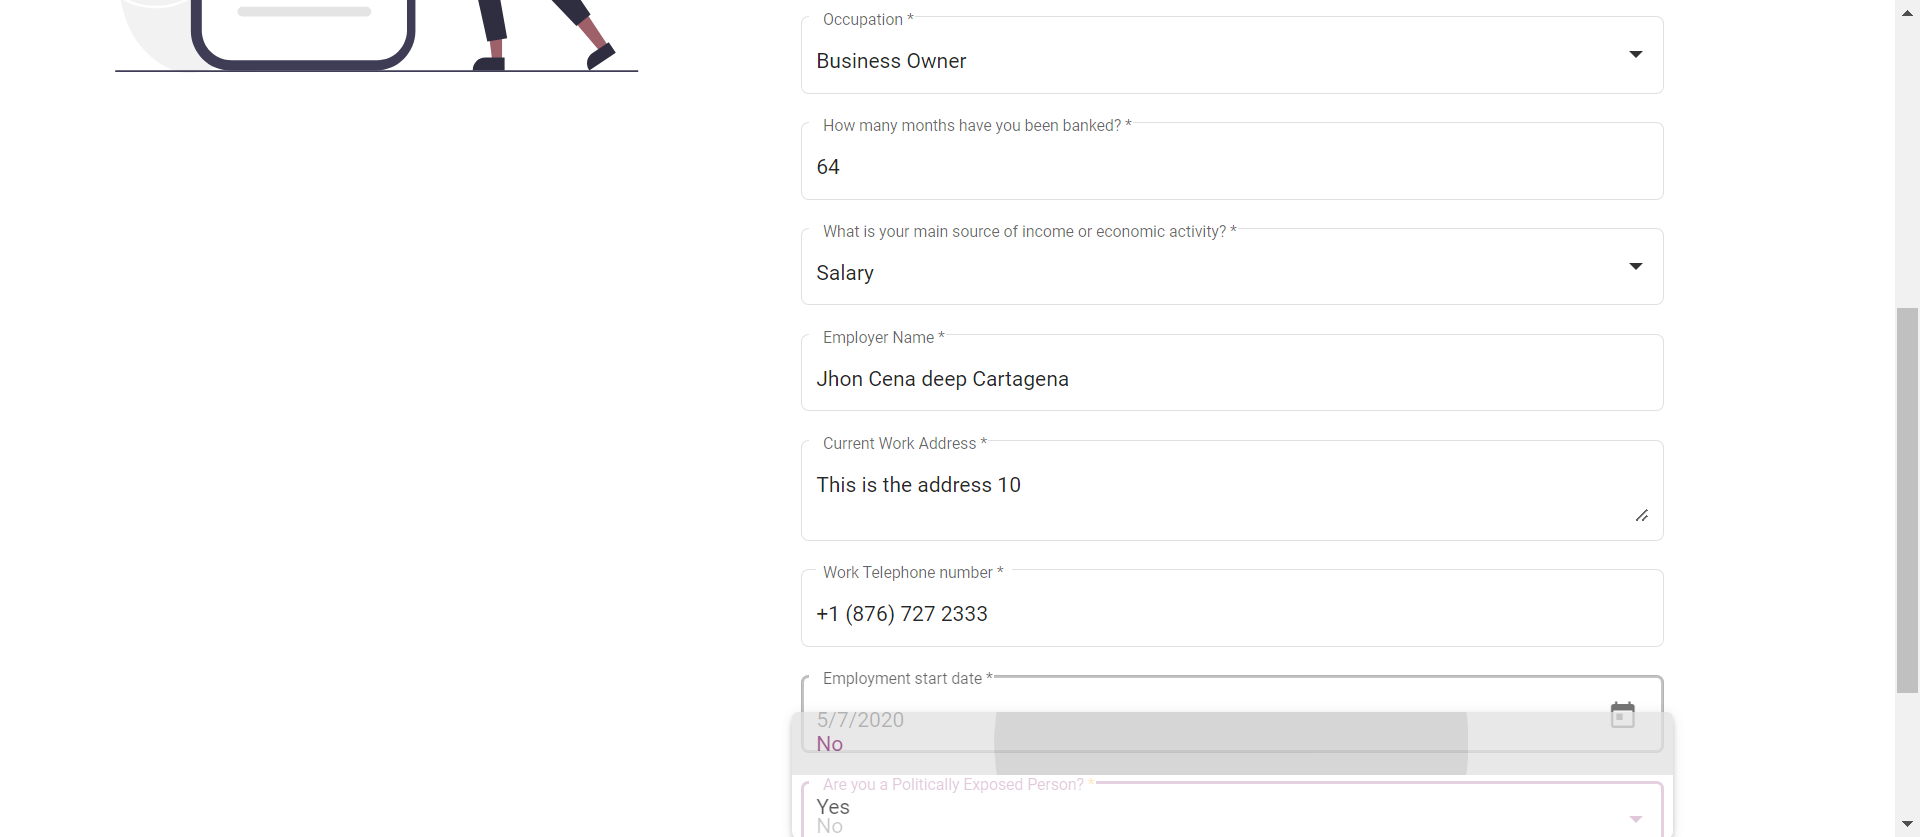 Occupation *
Business Owner
How many months have you been banked? *
64
What is your main source of income or economic activity? *
Salary
Employer Name *
Jhon Cena deep Cartagena
Current Work Address *
This is the address 10
Work Telephone number *
+1 (876) 727 2333
Employment start date *
5/7/2020
No
Are you a Politically Exposed Person? *
Yes
No